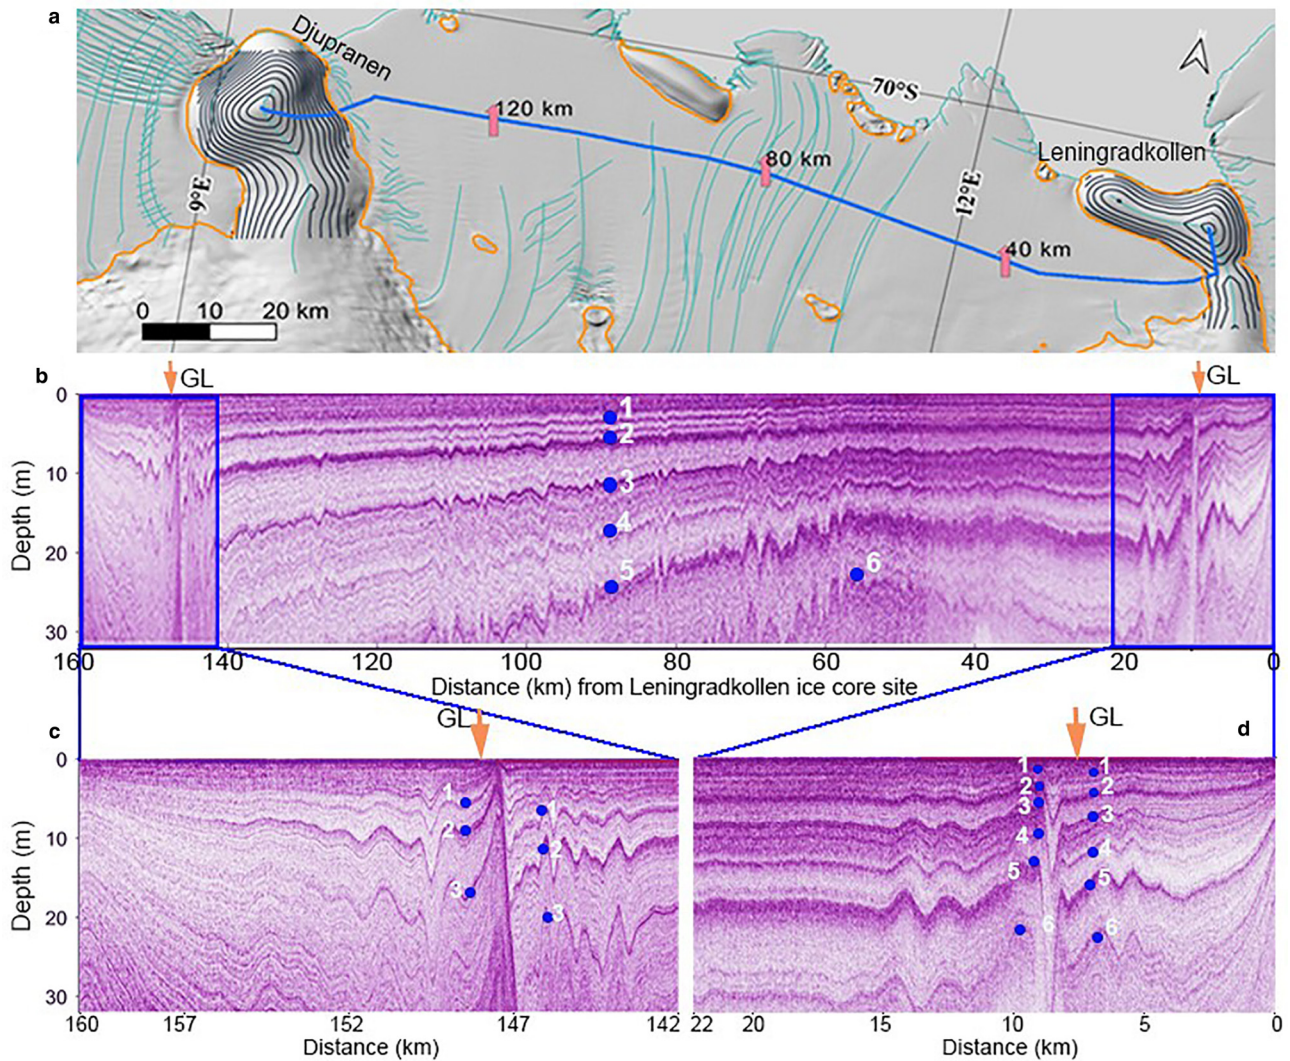 a
Djupranen
120 km
70°S
80 km
Leningradkollen
9°E
12°E
40 km
0 10 20 km
b
GL GL
0
10
20
30
Depth (m)
1
2
3
4
5
6
160 140 120 100 80 60 40 20 0
Distance (km) from Leningradkollen ice core site
c
GL
0
10
20
30
Depth (m)
1 1
2 2
3 3
160 157 152 147 142
Distance (km)
GL
d
1 1
2 2
3 3
4 4
5 5
6 6
22 20 15 10 5 0
Distance (km)